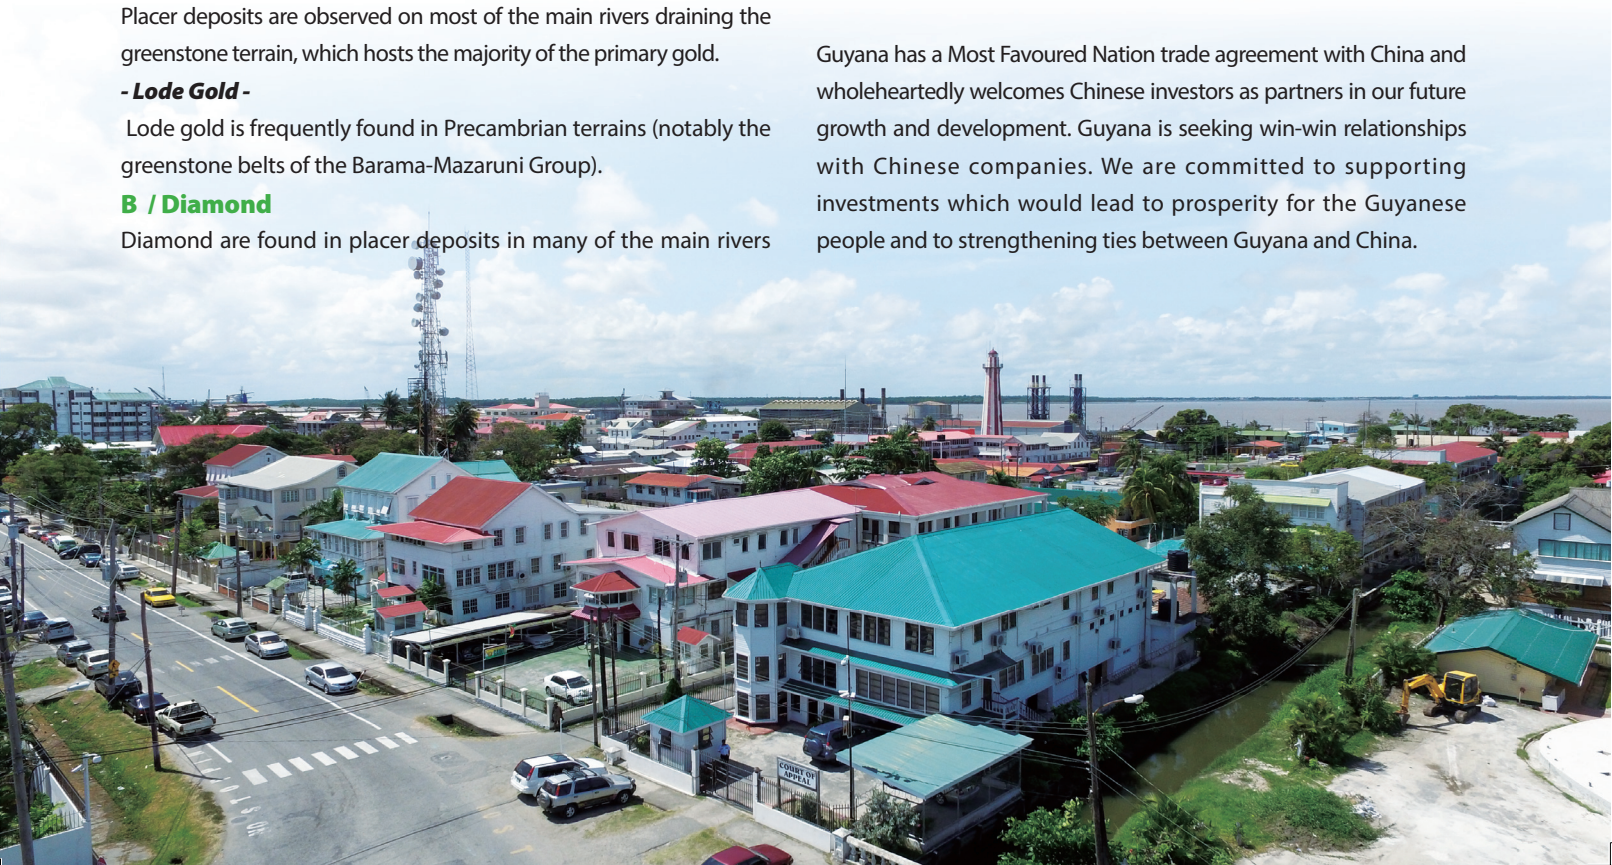 Placer deposits are observed on most of the main rivers draining the
greenstone terrain, which hosts the majority of the primary gold.
- Lode Gold -
Lode gold is frequently found in Precambrian terrains (notably the
greenstone belts of the Barama-Mazaruni Group).
B / Diamond
Diamond are found in placer deposits in many of the main rivers
Guyana has a Most Favoured Nation trade agreement with China and
wholeheartedly welcomes Chinese investors as partners in our future
growth and development. Guyana is seeking win-win relationships
with Chinese companies. We are committed to supporting
investments which would lead to prosperity for the Guyanese
people and to strengthening ties between Guyana and China.
COURT OF
APPEAL